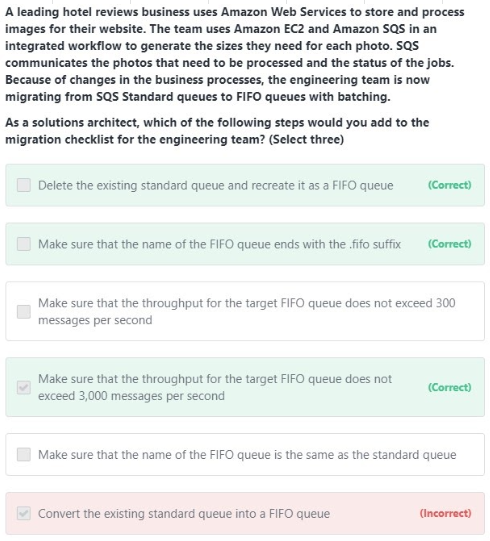 A leading hotel reviews business uses Amazon Web Services to store and process
images for their website. The team uses Amazon EC2 and Amazon SQS in an
integrated workflow to generate the sizes they need for each photo. SQS
communicates the photos that need to be processed and the status of the jobs.
Because of changes in the business processes, the engineering team is now
migrating from SQS Standard queues to FIFO queues with batching.
As a solutions architect, which of the following steps would you add to the
migration checklist for the engineering team? (Select three)
Delete the existing standard queue and recreate it as a FIFO queue (Correct)
Make sure that the name of the FIFO queue ends with the .fifo suffix (Correct)
Make sure that the throughput for the target FIFO queue does not exceed 300
messages per second
Make sure that the throughput for the target FIFO queue does not
exceed 3,000 messages per second (Correct)
Make sure that the name of the FIFO queue is the same as the standard queue
Convert the existing standard queue into a FIFO queue (Incorrect)